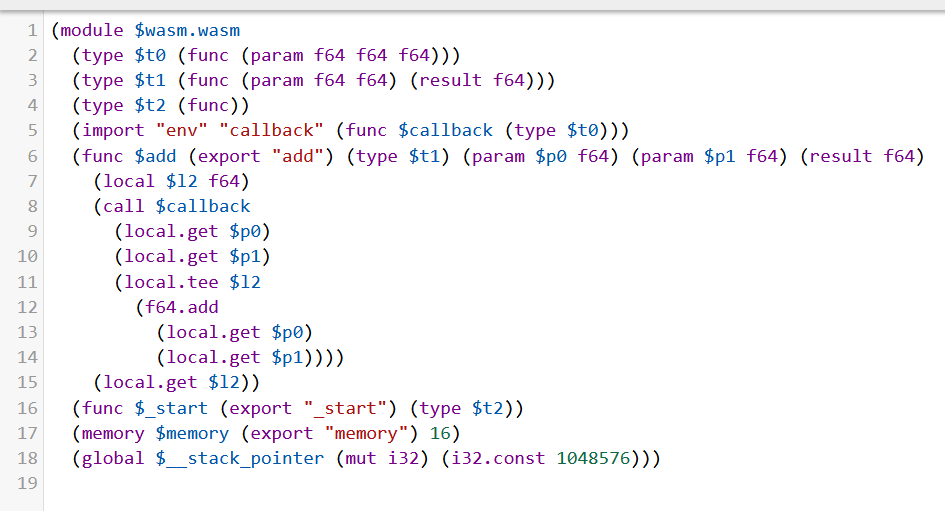 1 (module $wasm.wasm
2   (type $t0 (func (param f64 f64 f64)))
3   (type $t1 (func (param f64 f64) (result f64)))
4   (type $t2 (func))
5   (import "env" "callback" (func $callback (type $t0)))
6   (func $add (export "add") (type $t1) (param $p0 f64) (param $p1 f64) (result f64)
7     (local $l2 f64)
8     (call $callback
9       (local.get $p0)
10       (local.get $p1)
11       (local.tee $l2
12         (f64.add
13           (local.get $p0)
14           (local.get $p1))))
15     (local.get $l2))
16   (func $_start (export "_start") (type $t2))
17   (memory $memory (export "memory") 16)
18   (global $__stack_pointer (mut i32) (i32.const 1048576)))
19